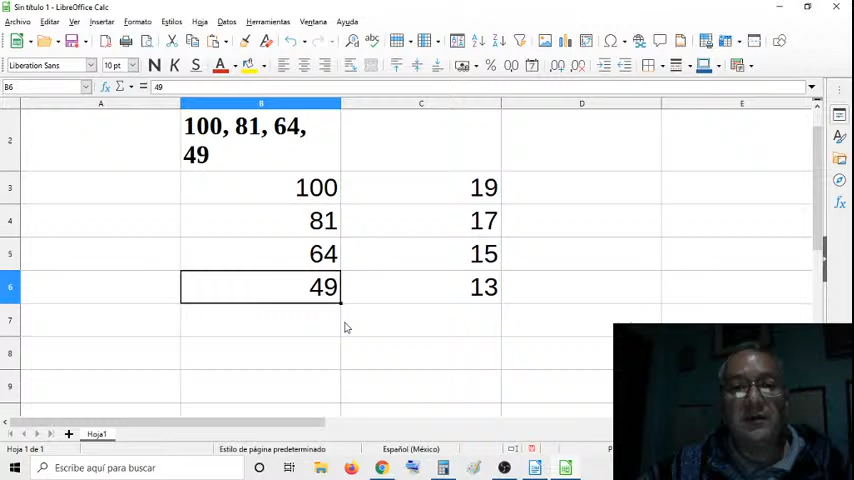 Sin título 1 - LibreOffice Calc
Archivo Editar Ver Insertar Formato Estilos Hoja Datos Herramientas Ventana Ayuda
Liberation Sans 10 pt N K S A
B6 fx Σ = 49
A B C D E
2 100, 81, 64,
49
3 100 19
4 81 17
5 64 15
6 49 13
7
8
9
Hoja1
Hoja 1 de 1 Estilo de página predeterminado Español (México)
Escribe aquí para buscar